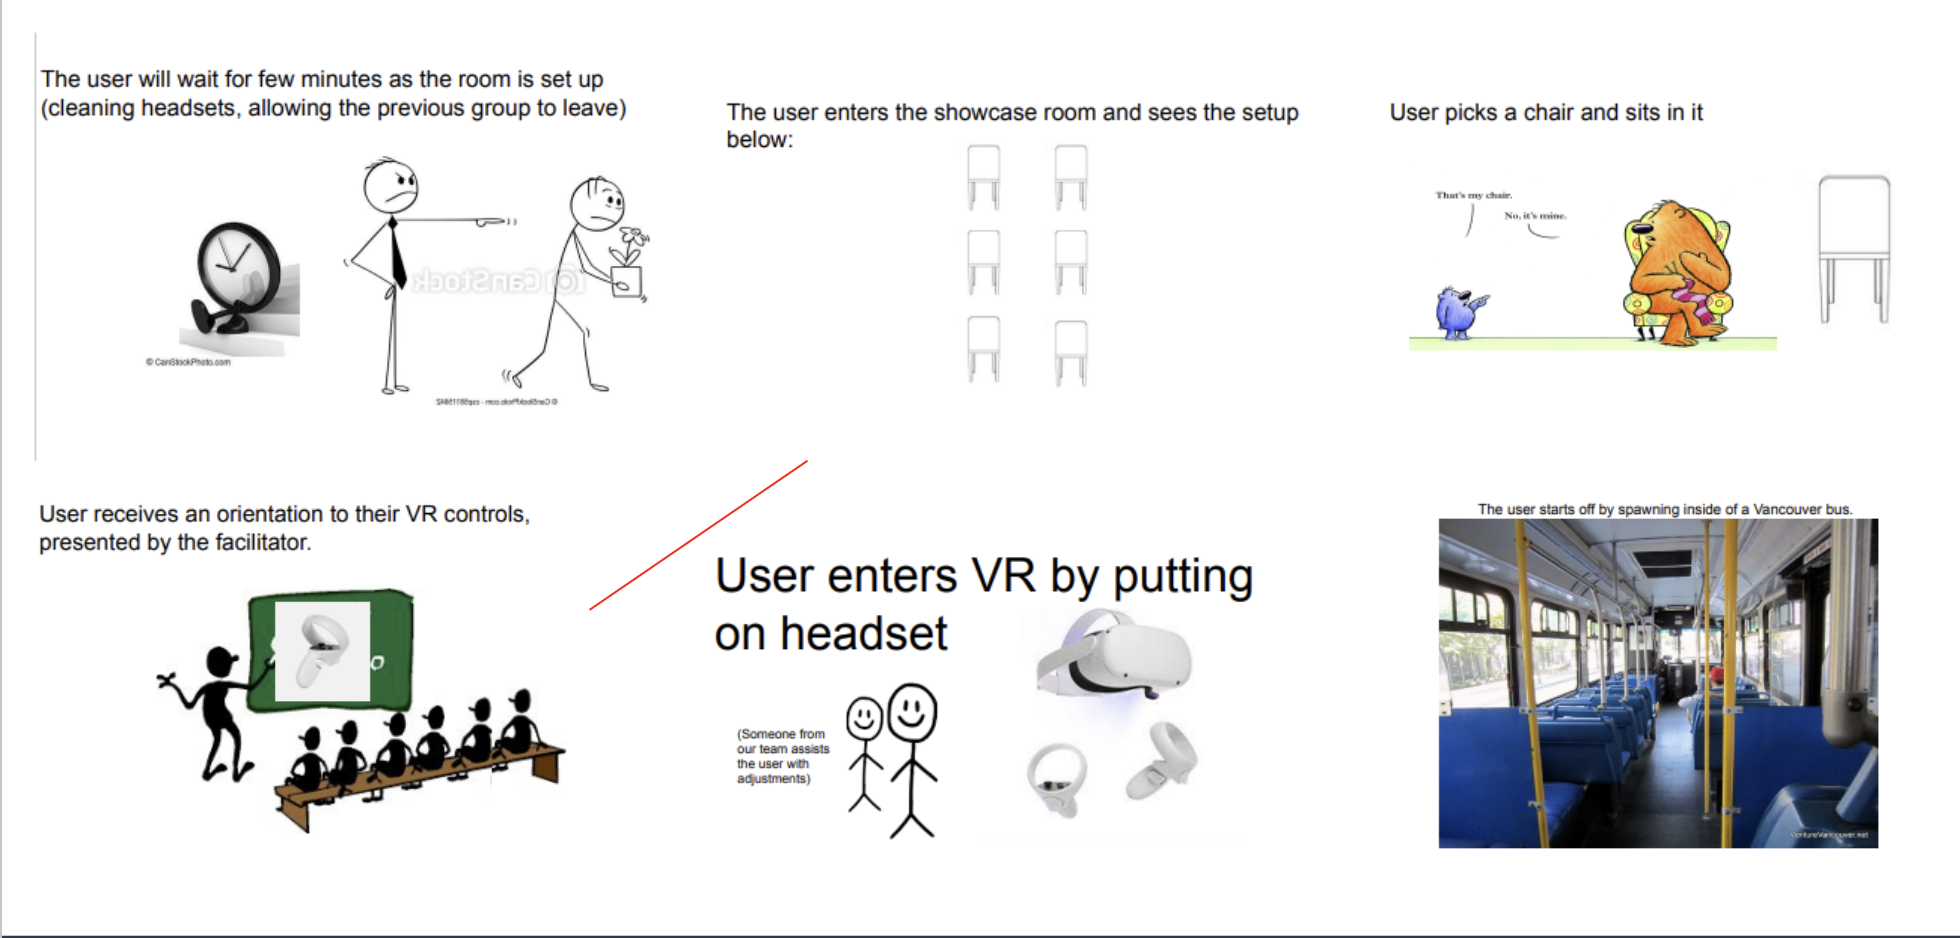 The user will wait for few minutes as the room is set up
(cleaning headsets, allowing the previous group to leave)
© CanStockPhoto.com
(©) CanStock
The user enters the showcase room and sees the setup
below:
User picks a chair and sits in it
That's my chair.
No, it's mine.
User receives an orientation to their VR controls,
presented by the facilitator.
User enters VR by putting
on headset
(Someone from
our team assists
the user with
adjustments)
The user starts off by spawning inside of a Vancouver bus.
VentureVancouver.net